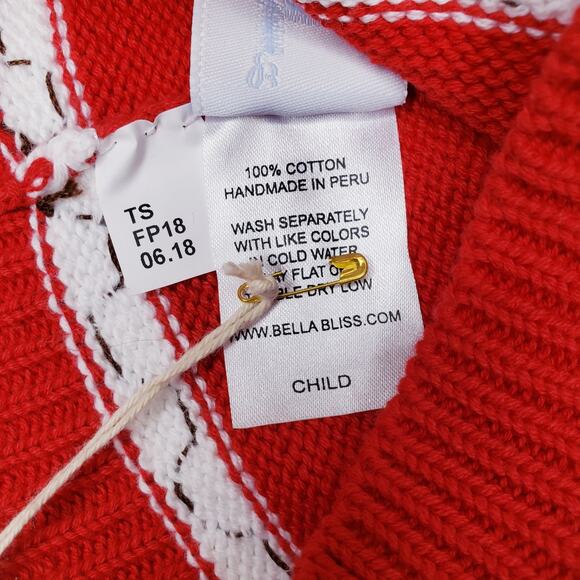 100% COTTON
HANDMADE IN PERU
WASH SEPARATELY
WITH LIKE COLORS
IN COLD WATER
FLAT
DRY LOW
WWW.BELLA BLISS.COM
CHILD
TS
FP18
06.18